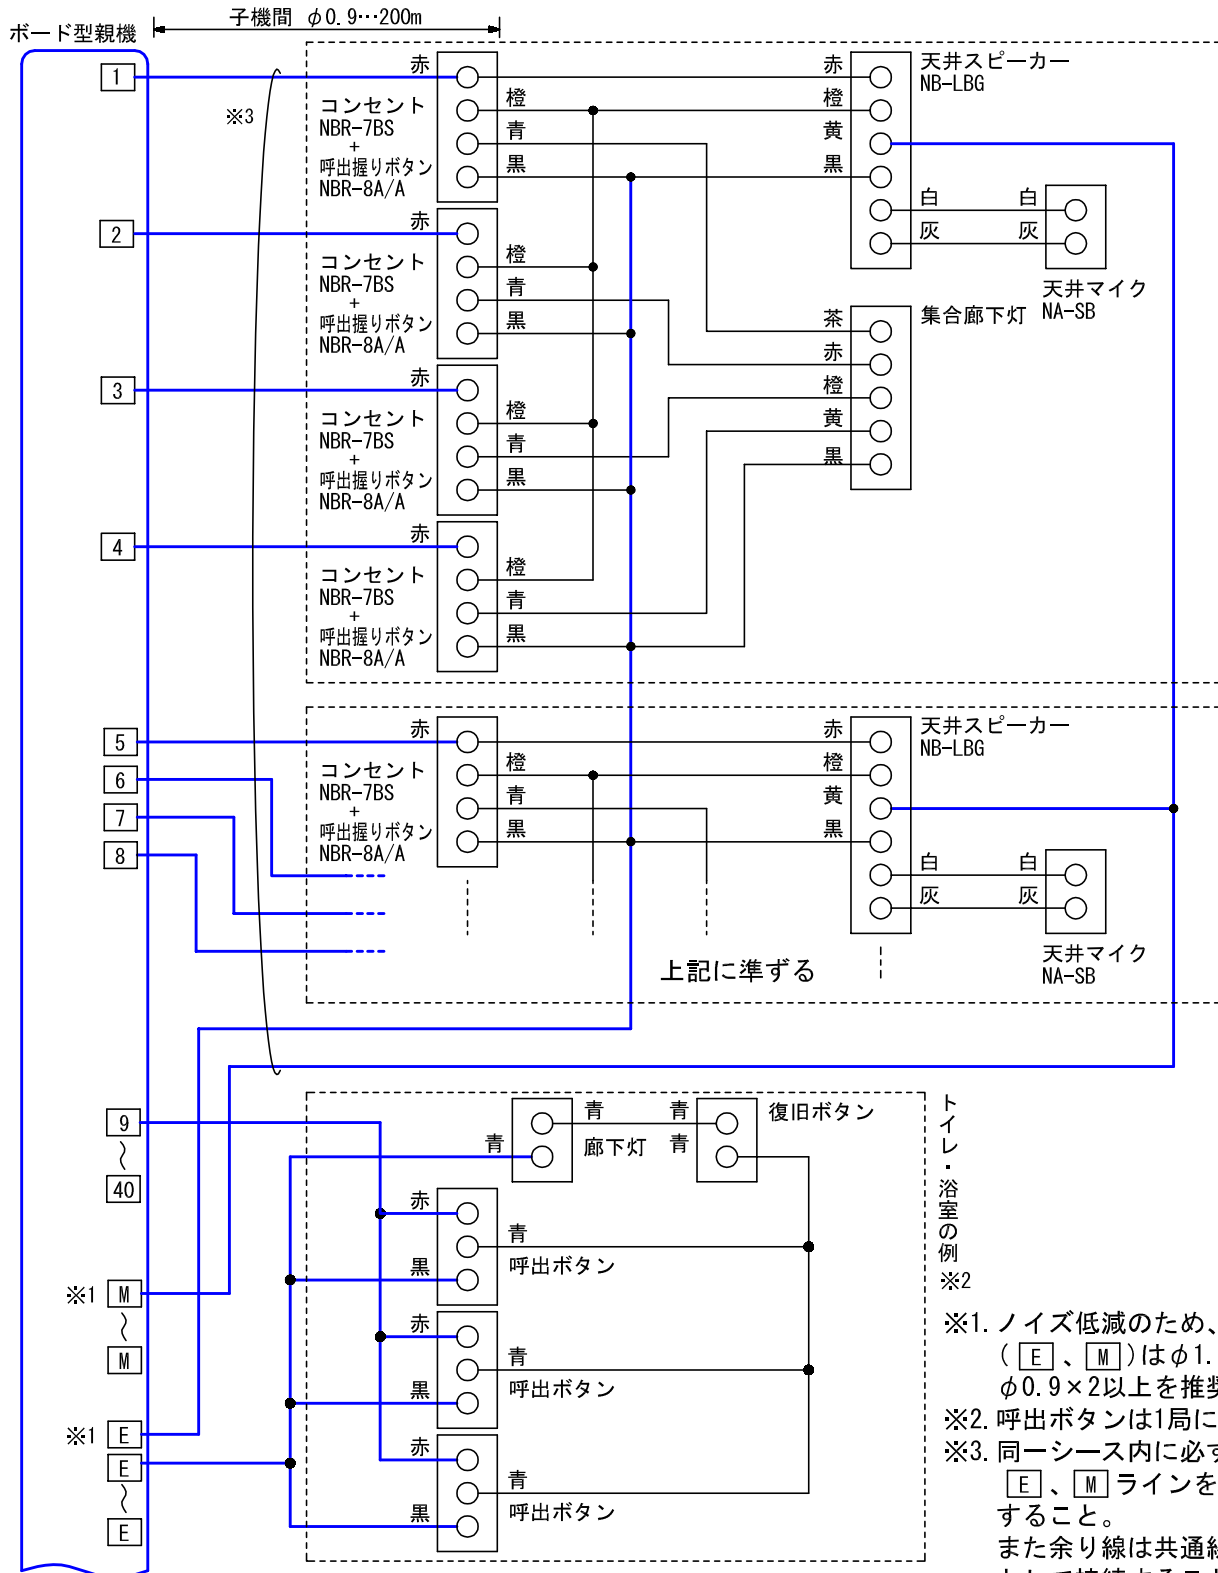 ボード型親機
子機間 φ0.9…200m
※3
1
2
3
4
5
6
7
8
9
40
※1 M
M
※1 E
E
E
赤
コンセント
NBR-7BS
+
呼出握りボタン
NBR-8A/A
橙
青
黒
赤
コンセント
NBR-7BS
+
呼出握りボタン
NBR-8A/A
橙
青
黒
赤
コンセント
NBR-7BS
+
呼出握りボタン
NBR-8A/A
橙
青
黒
赤
コンセント
NBR-7BS
+
呼出握りボタン
NBR-8A/A
橙
青
黒
赤
橙
黄
黒
天井スピーカー
NB-LBG
白 白
灰 灰
天井マイク
NA-SB
茶
赤
橙
黄
黒
集合廊下灯
赤
コンセント
NBR-7BS
+
呼出握りボタン
NBR-8A/A
橙
青
黒
赤
橙
黄
黒
天井スピーカー
NB-LBG
白 白
灰 灰
天井マイク
NA-SB
上記に準ずる
青
青 青
廊下灯 青
復旧ボタン
赤
青
黒 呼出ボタン
赤
青
黒 呼出ボタン
赤
青
黒 呼出ボタン
トイレ・浴室の例
※2
※1. ノイズ低減のため、
( E 、 M )はφ1.
φ0.9×2以上を推奨
※2. 呼出ボタンは1局に
※3. 同一シース内に必ず
E 、 M ラインを
すること。
また余り線は共通線